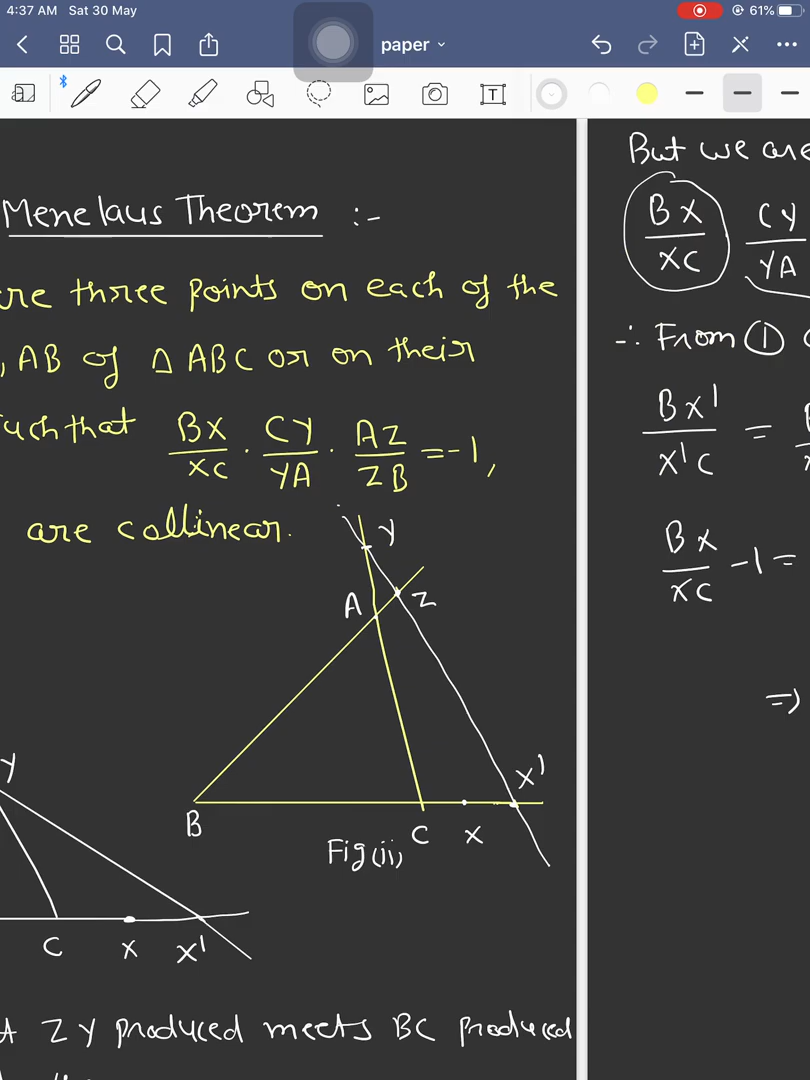 4:37 AM Sat 30 May
61%
paper
T
Menelaus Theorem :-
are three points on each of the
, AB of △ ABC or on their
such that BX/XC . CY/YA . AZ/ZB = -1,
are collinear.
Y
A
Z
X'
B
C
X
Fig(ii)
Y
C
X
X'
ZY produced meets BC produced
But we are
BX/XC CY/YA
∴ From ①
BX'/X'C =
BX/XC -1 =
=)